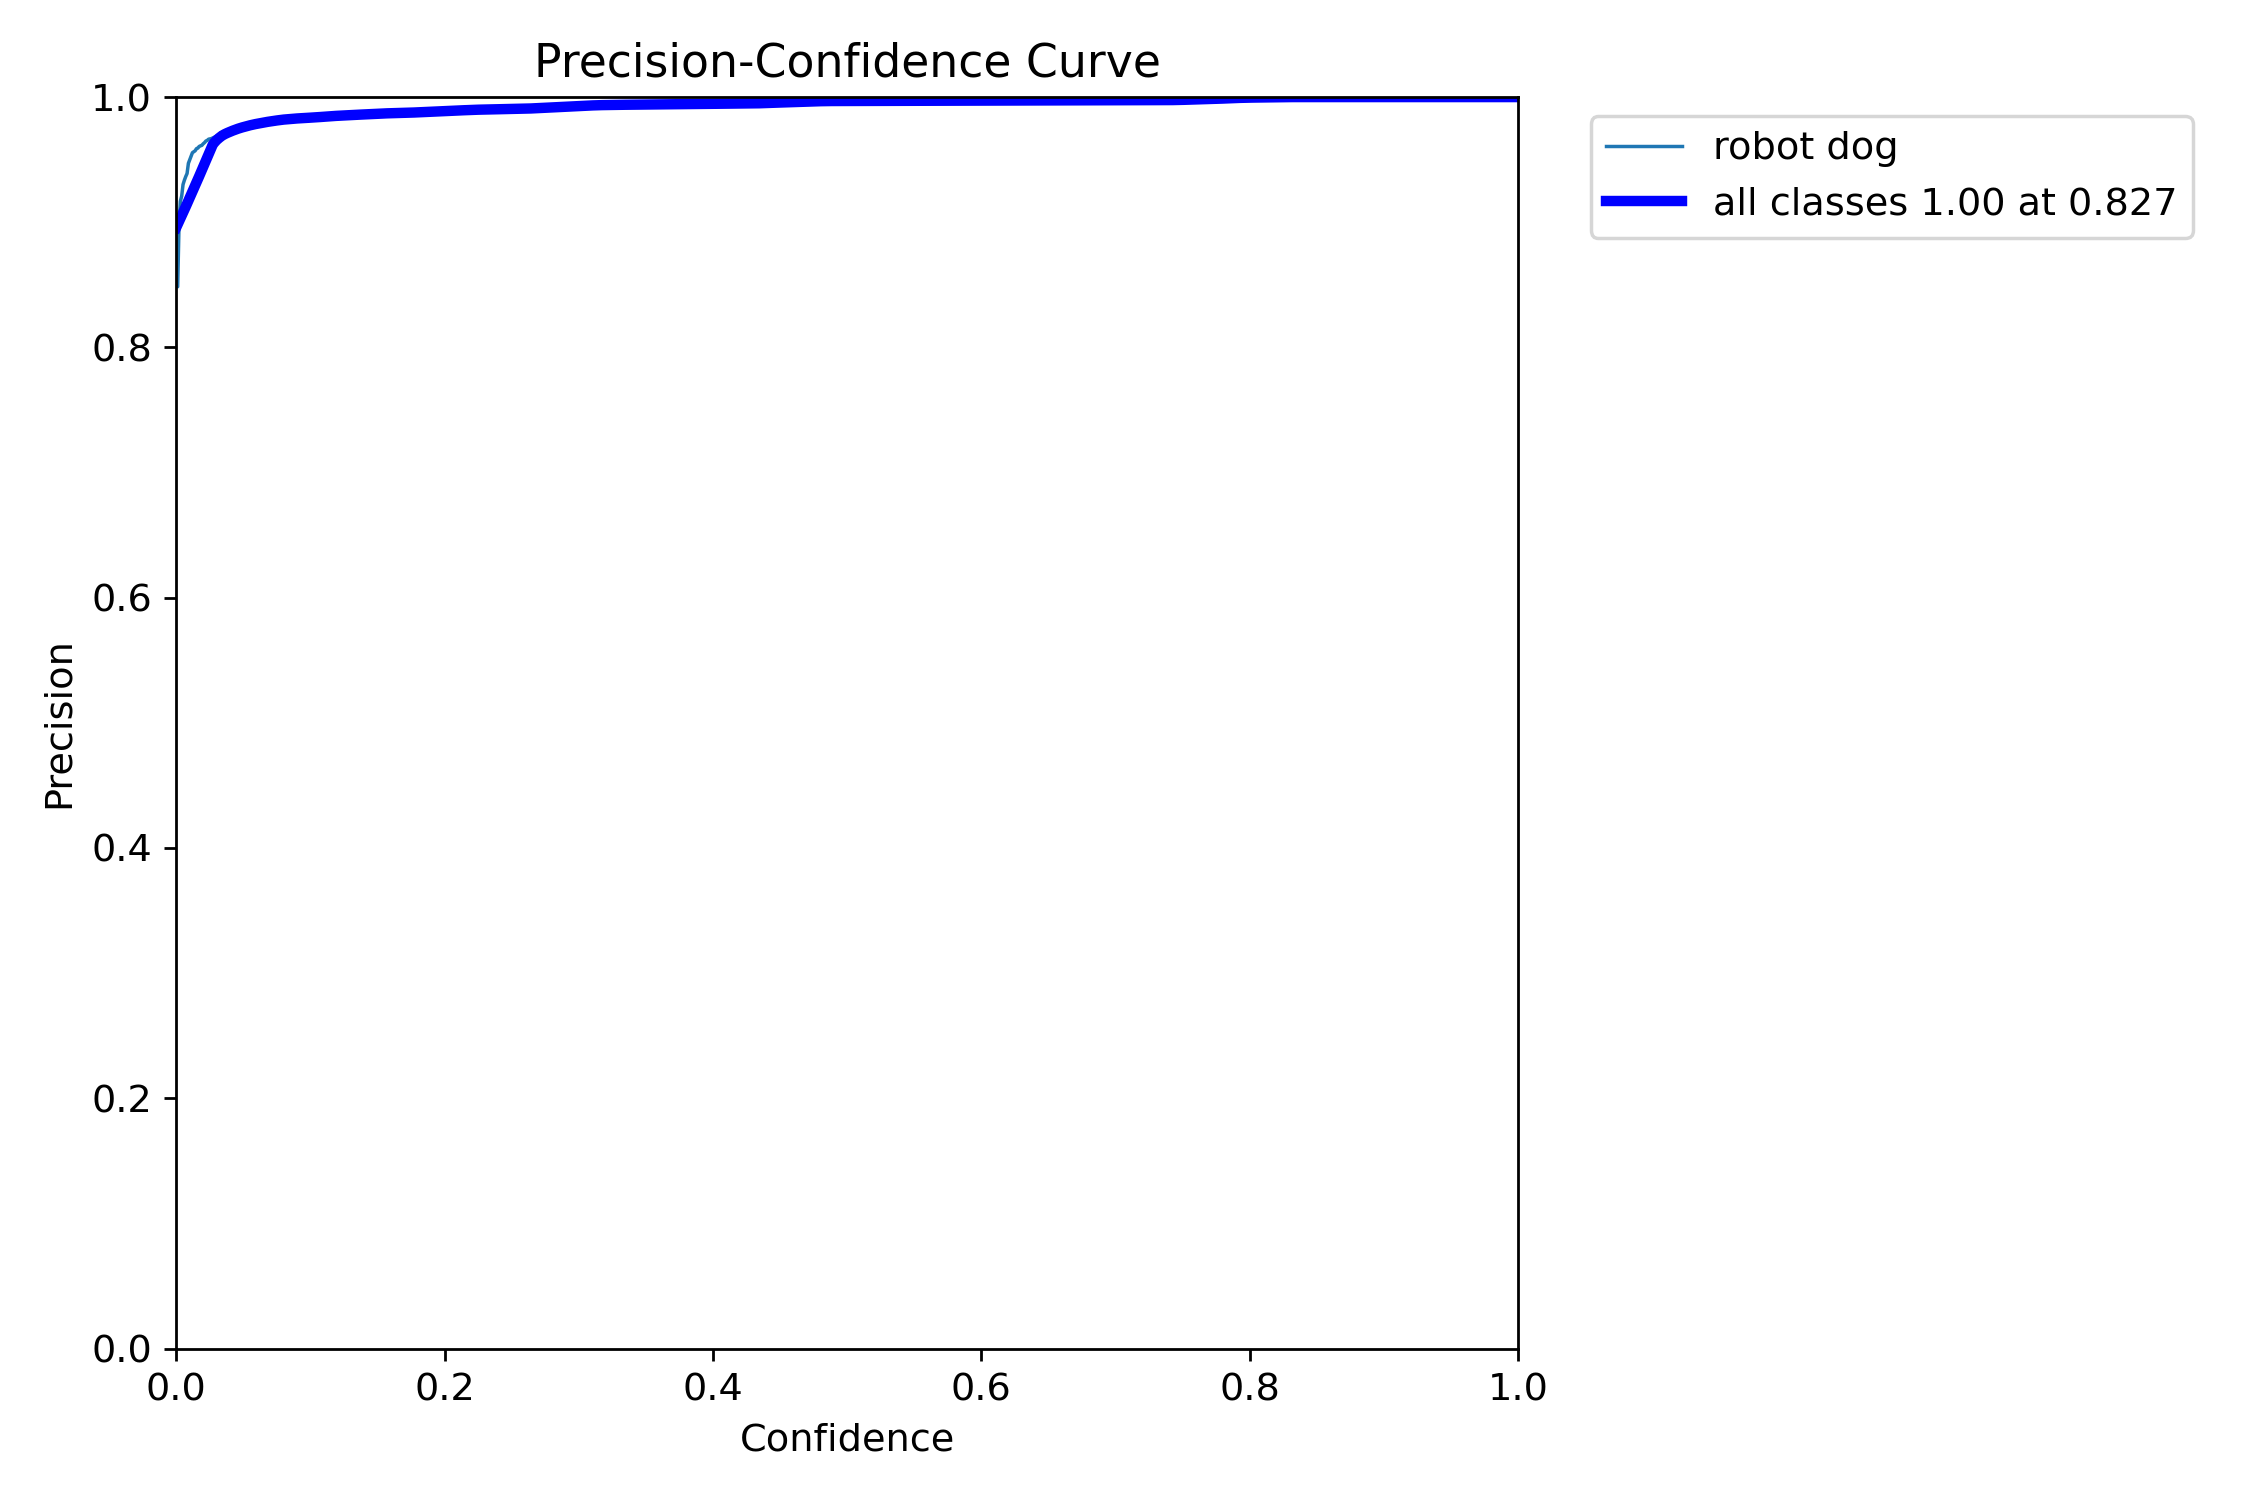 Precision-Confidence Curve
1.0
0.8
0.6
0.4
0.2
0.0
Precision
0.0 0.2 0.4 0.6 0.8 1.0
Confidence
robot dog
all classes 1.00 at 0.827